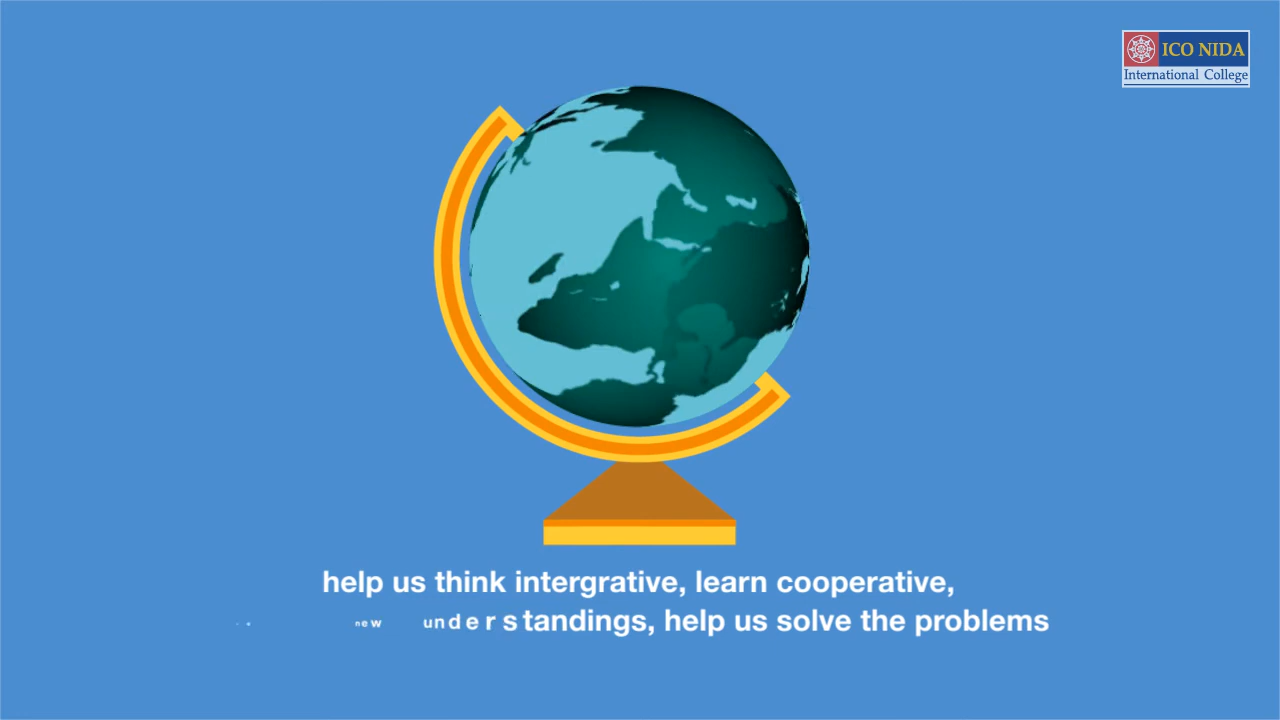 ICO NIDA
International College
help us think intergrative, learn cooperative,
new understandings, help us solve the problems